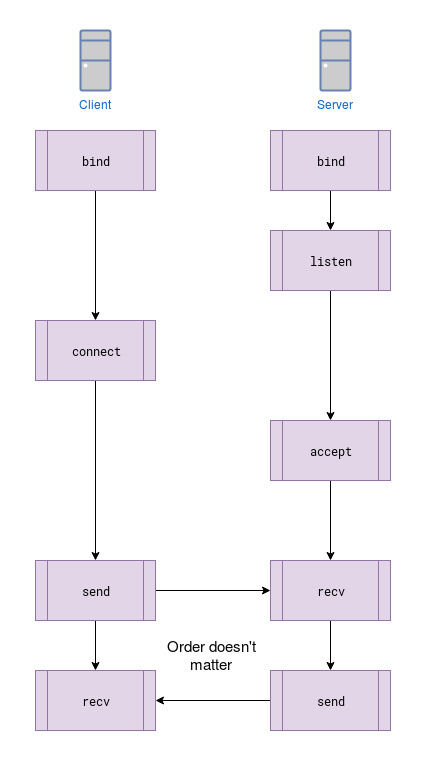 Client
Server
bind
bind
listen
connect
accept
send
recv
Order doesn't
matter
recv
send